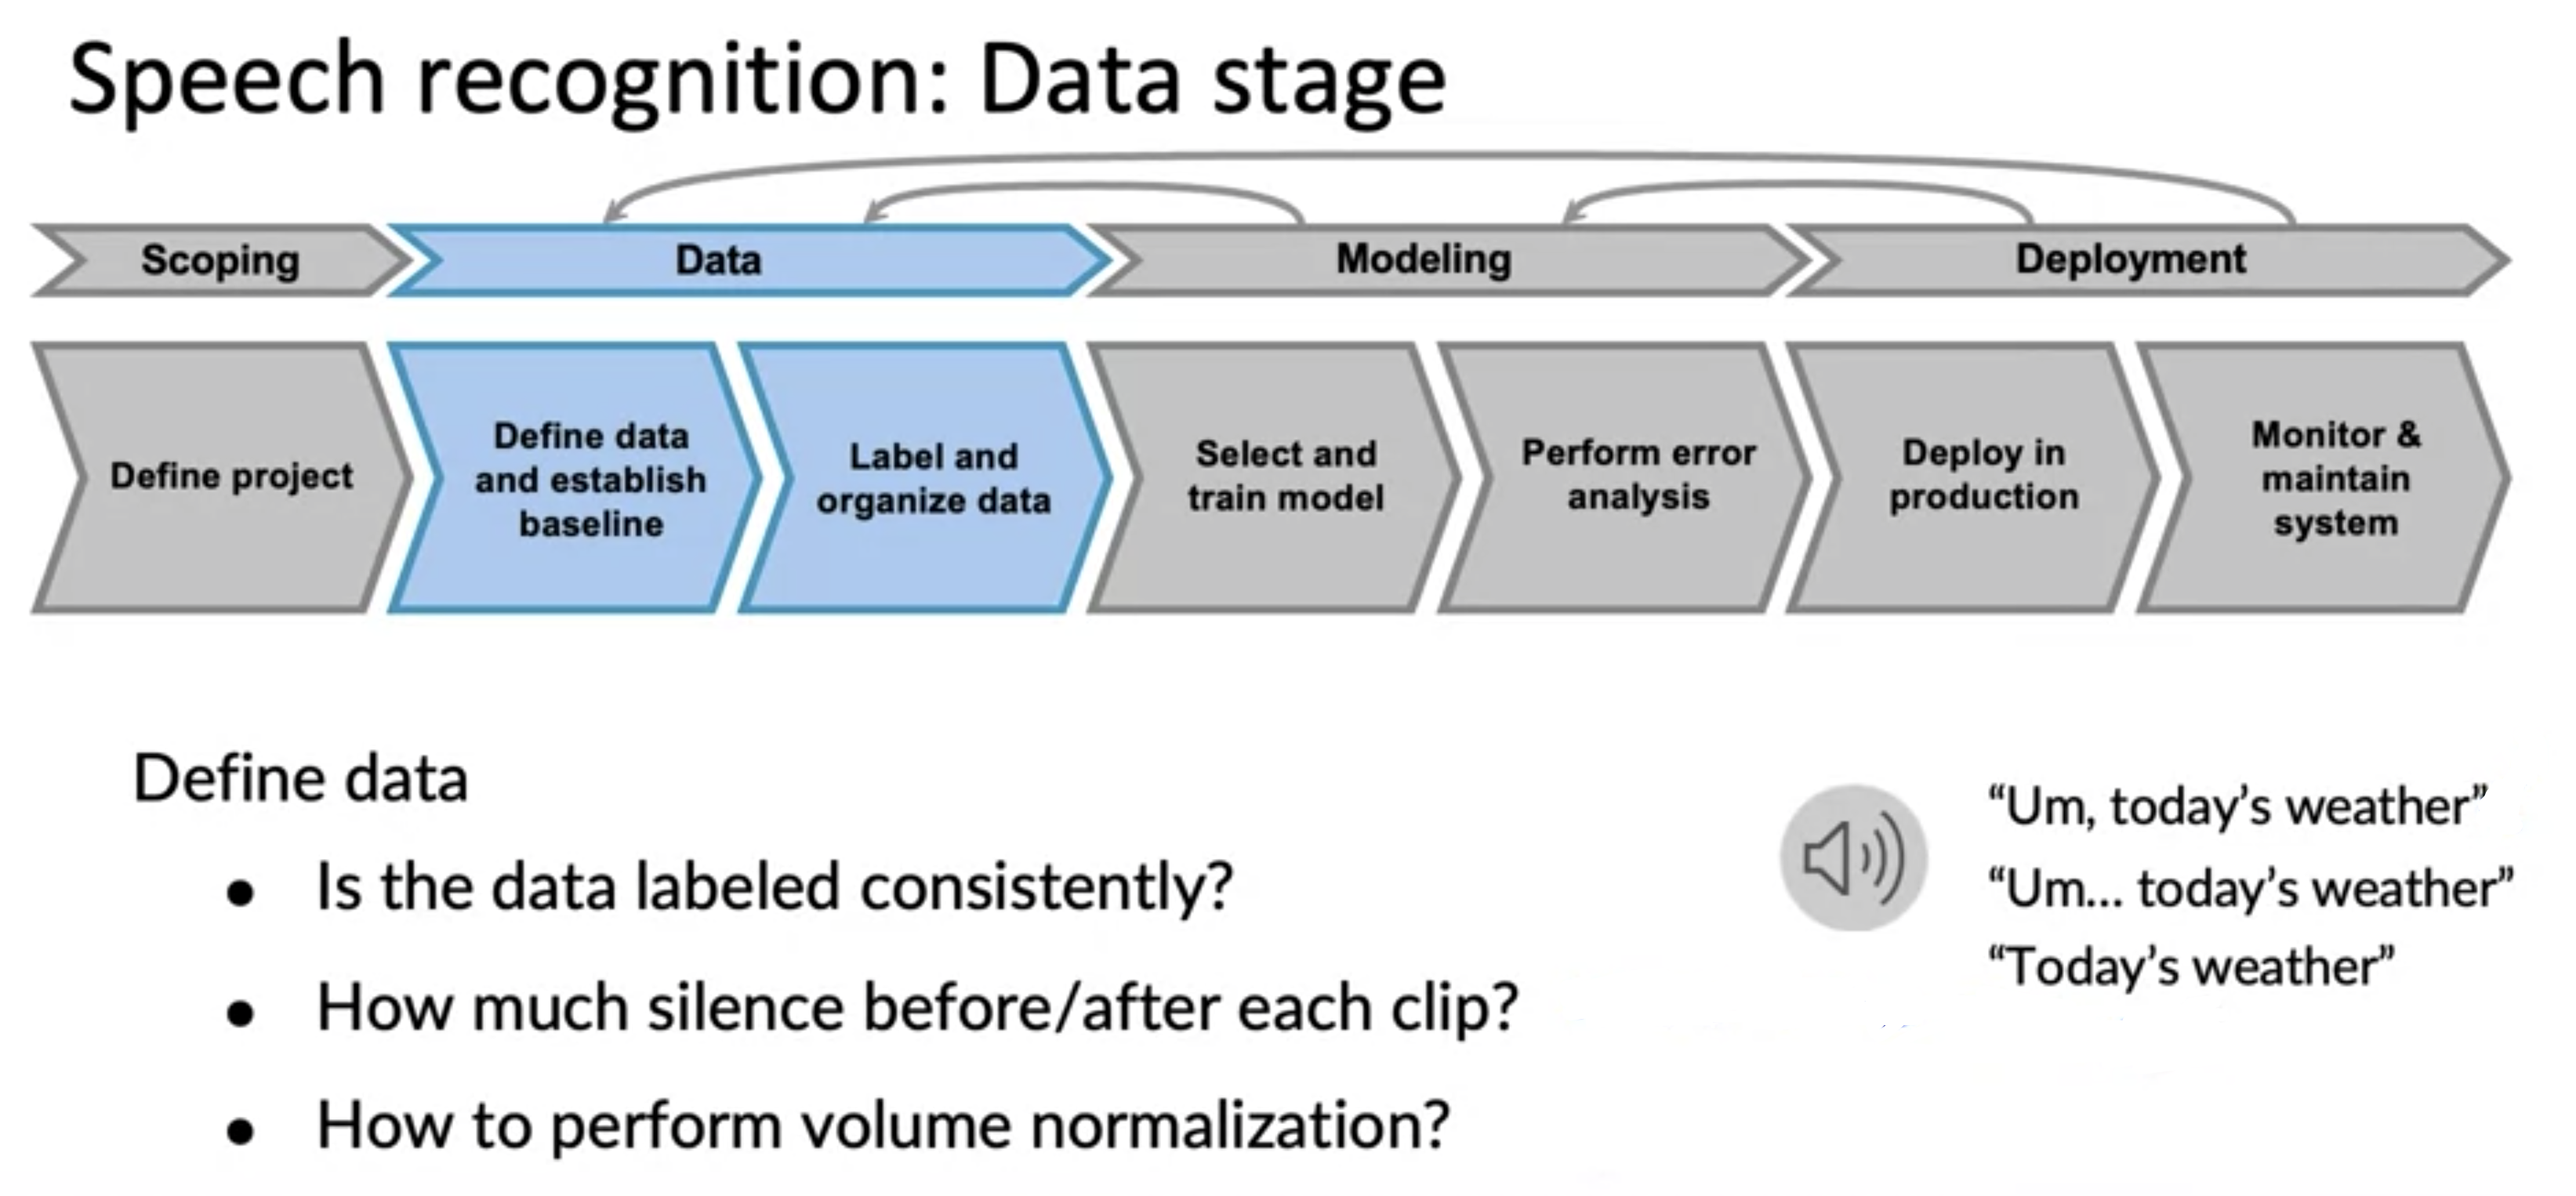 Speech recognition: Data stage
Scoping
Data
Modeling
Deployment
Define project
Define data
and establish
baseline
Label and
organize data
Select and
train model
Perform error
analysis
Deploy in
production
Monitor &
maintain
system
Define data
● Is the data labeled consistently?
● How much silence before/after each clip?
● How to perform volume normalization?
“Um, today’s weather”
“Um... today’s weather”
“Today’s weather”